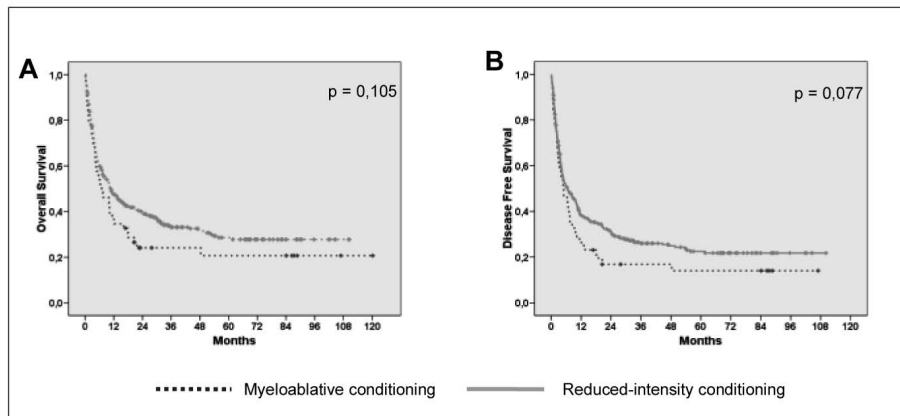 A
p = 0,105
Overall Survival
1,0
0,8
0,6
0,4
0,2
0,0
0 12 24 36 48 60 72 84 96 108 120
Months
B
p = 0,077
Disease Free Survival
1,0
0,8
0,6
0,4
0,2
0,0
0 12 24 36 48 60 72 84 96 108 120
Months
Myeloablative conditioning
Reduced-intensity conditioning